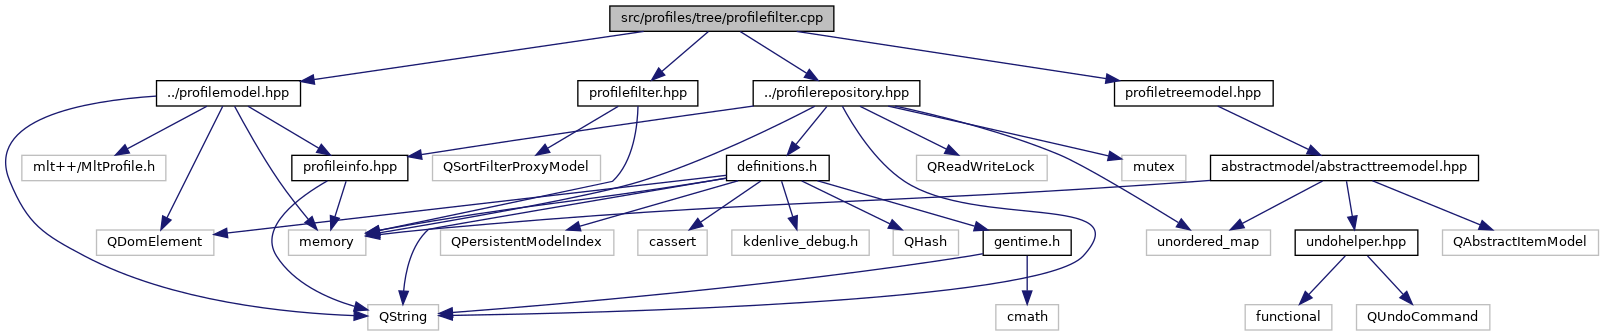 src/profiles/tree/profilefilter.cpp
../profilemodel.hpp
profilefilter.hpp
../profilerepository.hpp
profiletreemodel.hpp
mlt++/MltProfile.h
profileinfo.hpp
QSortFilterProxyModel
definitions.h
QReadWriteLock
mutex
abstractmodel/abstracttreemodel.hpp
QDomElement
memory
QPersistentModelIndex
cassert
kdenlive_debug.h
QHash
gentime.h
unordered_map
undohelper.hpp
QAbstractItemModel
QString
cmath
functional
QUndoCommand